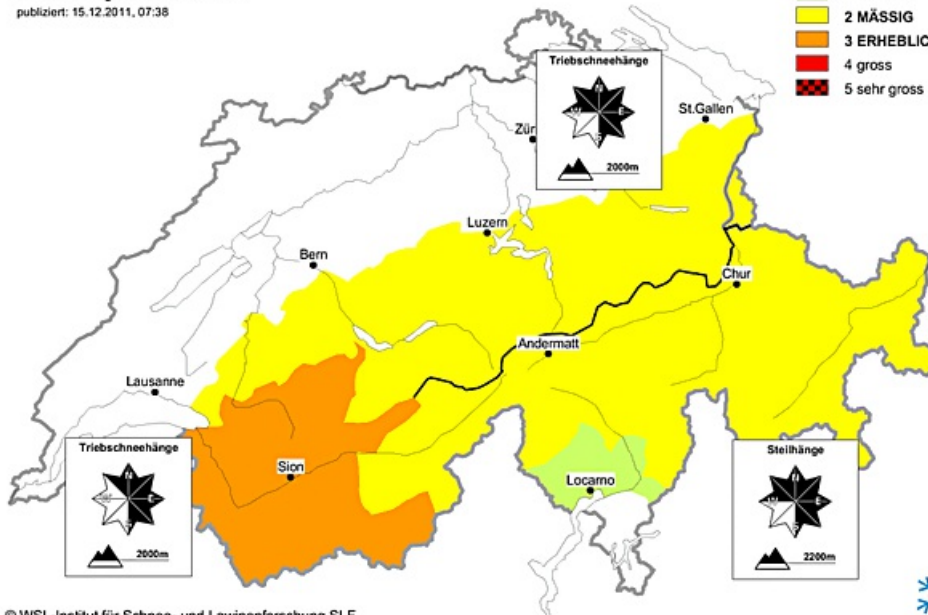 publiziert: 15.12.2011, 07:38
2 MÄSSIG
3 ERHEBLIC
4 gross
5 sehr gross
Triebschneehänge
N
W
E
S
2000m
St.Gallen
Zür
Luzern
Bern
Chur
Andermatt
Lausanne
Triebschneehänge
N
W
E
S
2000m
Sion
Locarno
Steilhänge
N
W
E
S
2200m
© WSL-Institut für Schnee- und Lawinenforschung SLF